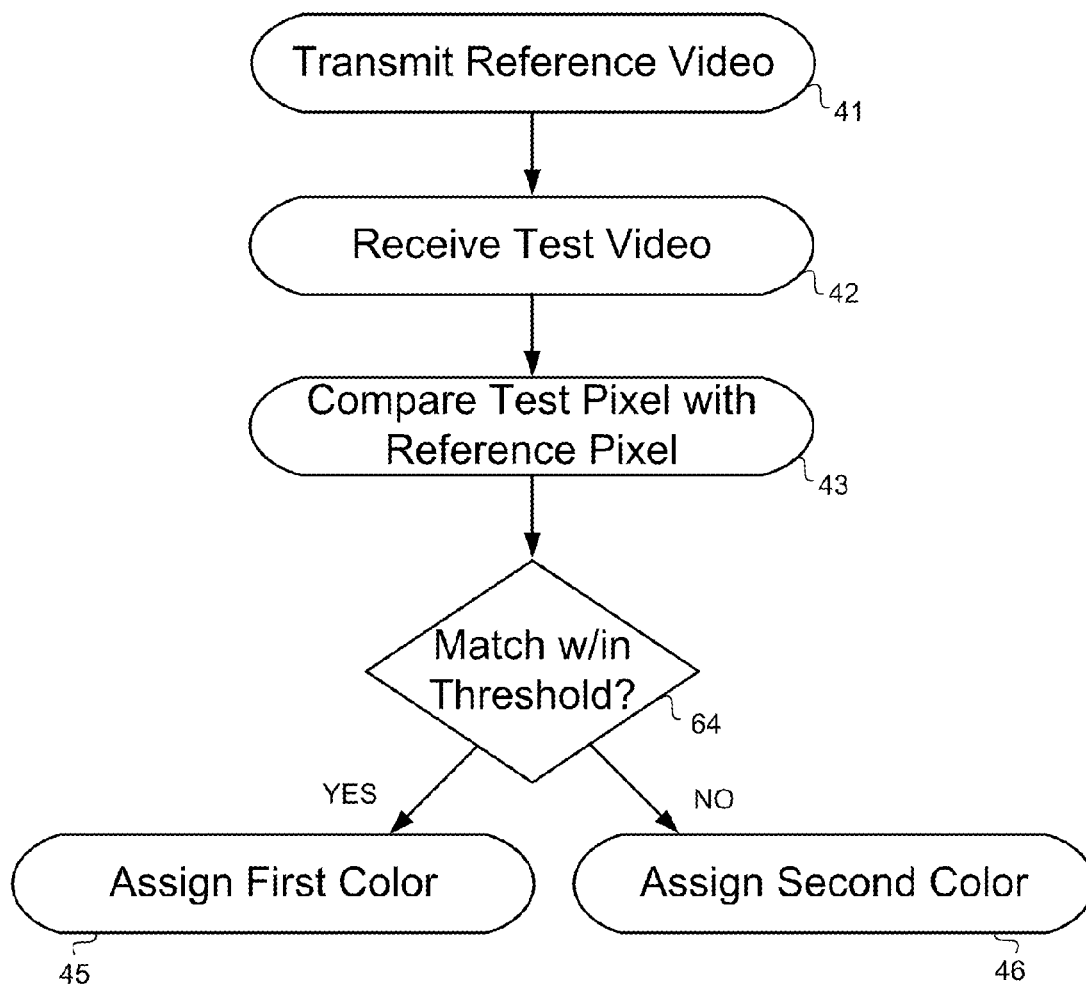 Transmit Reference Video
41
Receive Test Video
42
Compare Test Pixel with
Reference Pixel
43
Match w/in
Threshold?
64
YES
NO
Assign First Color
Assign Second Color
45
46